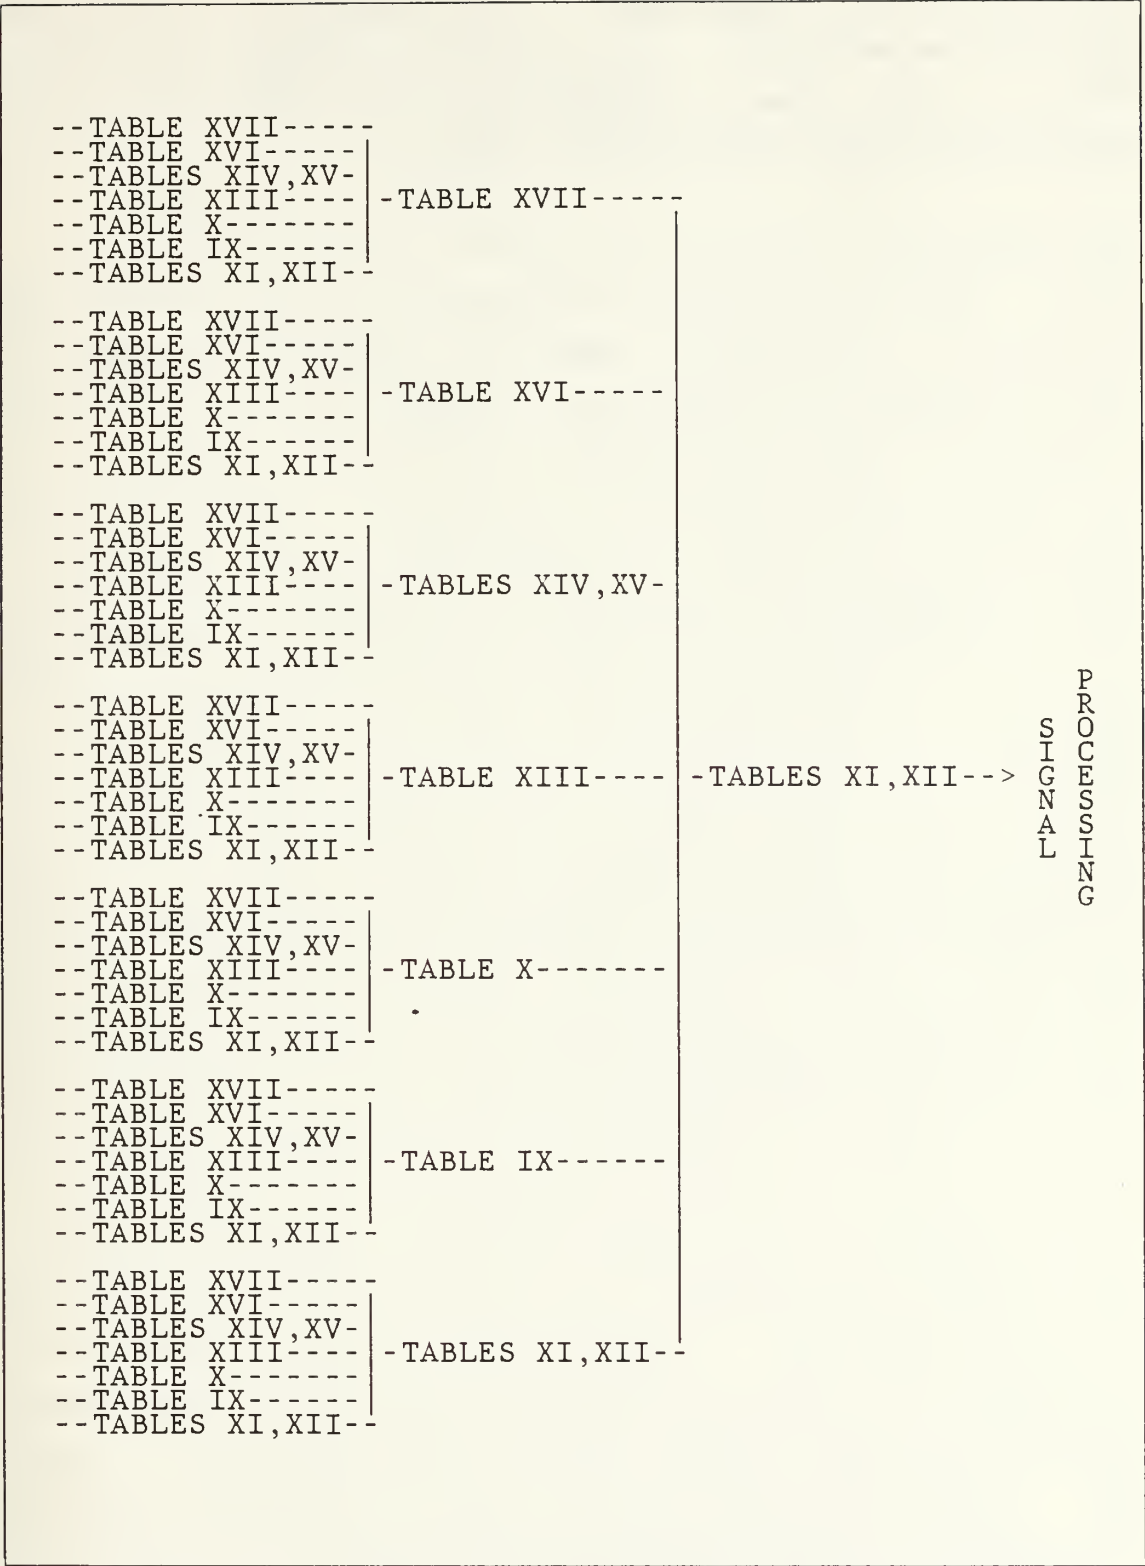 --TABLE XVII-----
--TABLE XVI-----
--TABLES XIV,XV-
--TABLE XIII---- -TABLE XVII-----
--TABLE X-------
--TABLE IX------
--TABLES XI,XII--
--TABLE XVII-----
--TABLE XVI-----
--TABLES XIV,XV-
--TABLE XIII---- -TABLE XVI-----
--TABLE X-------
--TABLE IX------
--TABLES XI,XII--
--TABLE XVII-----
--TABLE XVI-----
--TABLES XIV,XV-
--TABLE XIII---- -TABLES XIV,XV-
--TABLE X-------
--TABLE IX------
--TABLES XI,XII--
--TABLE XVII-----
--TABLE XVI-----
--TABLES XIV,XV-
--TABLE XIII---- -TABLE XIII---- -TABLES XI,XII-->
--TABLE X-------
--TABLE IX------
--TABLES XI,XII--
--TABLE XVII-----
--TABLE XVI-----
--TABLES XIV,XV-
--TABLE XIII---- -TABLE X-------
--TABLE X-------
--TABLE IX------
--TABLES XI,XII--
--TABLE XVII-----
--TABLE XVI-----
--TABLES XIV,XV-
--TABLE XIII---- -TABLE IX------
--TABLE X-------
--TABLE IX------
--TABLES XI,XII--
--TABLE XVII-----
--TABLE XVI-----
--TABLES XIV,XV-
--TABLE XIII---- -TABLES XI,XII--
--TABLE X-------
--TABLE IX------
--TABLES XI,XII--
SIGNAL
PROCESSING